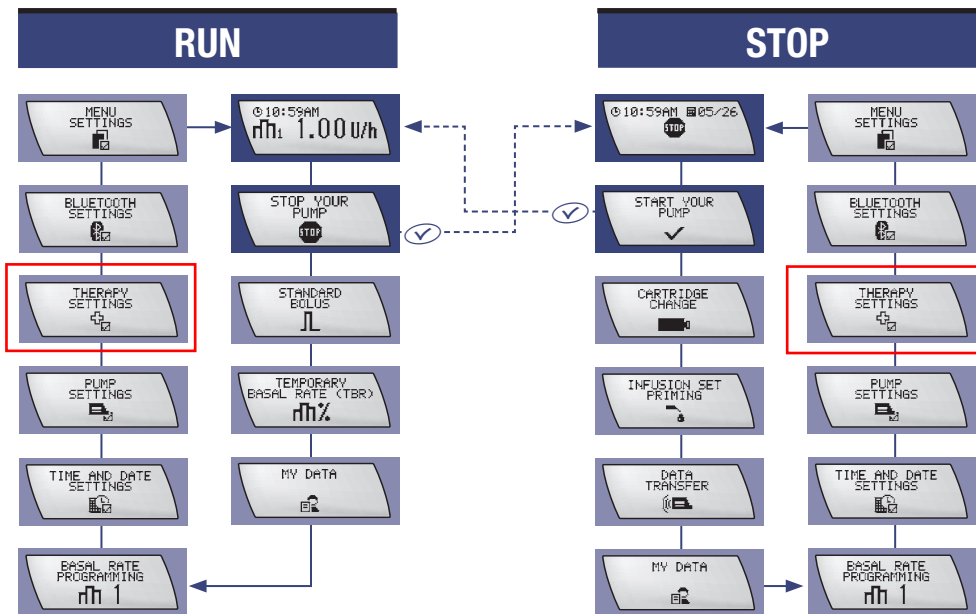 RUN
MENU
SETTINGS
BLUETOOTH
SETTINGS
THERAPY
SETTINGS
PUMP
SETTINGS
TIME AND DATE
SETTINGS
BASAL RATE
PROGRAMMING
1
10:59AM
1 1.00 U/h
STOP YOUR
PUMP
STOP
STANDARD
BOLUS
TEMPORARY
BASAL RATE (TBR)
%
MY DATA
STOP
10:59AM 05/26
STOP
START YOUR
PUMP
CARTRIDGE
CHANGE
INFUSION SET
PRIMING
DATA
TRANSFER
MY DATA
MENU
SETTINGS
BLUETOOTH
SETTINGS
THERAPY
SETTINGS
PUMP
SETTINGS
TIME AND DATE
SETTINGS
BASAL RATE
PROGRAMMING
1